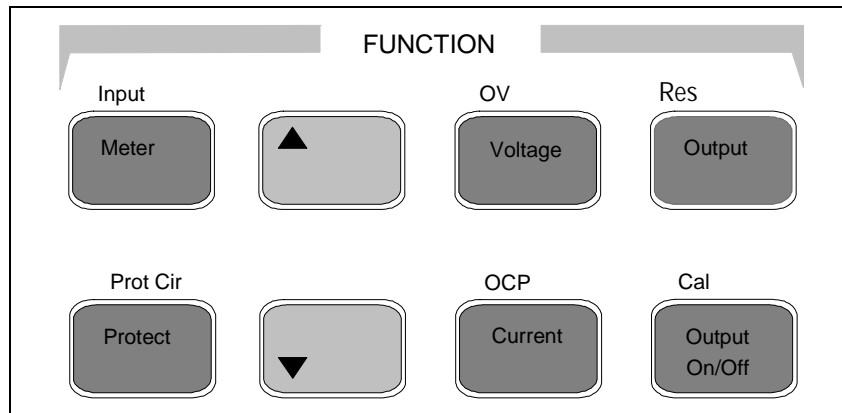 FUNCTION
Input
OV
Res
Meter
Voltage
Output
Prot Cir
OCP
Cal
Protect
Current
Output
On/Off